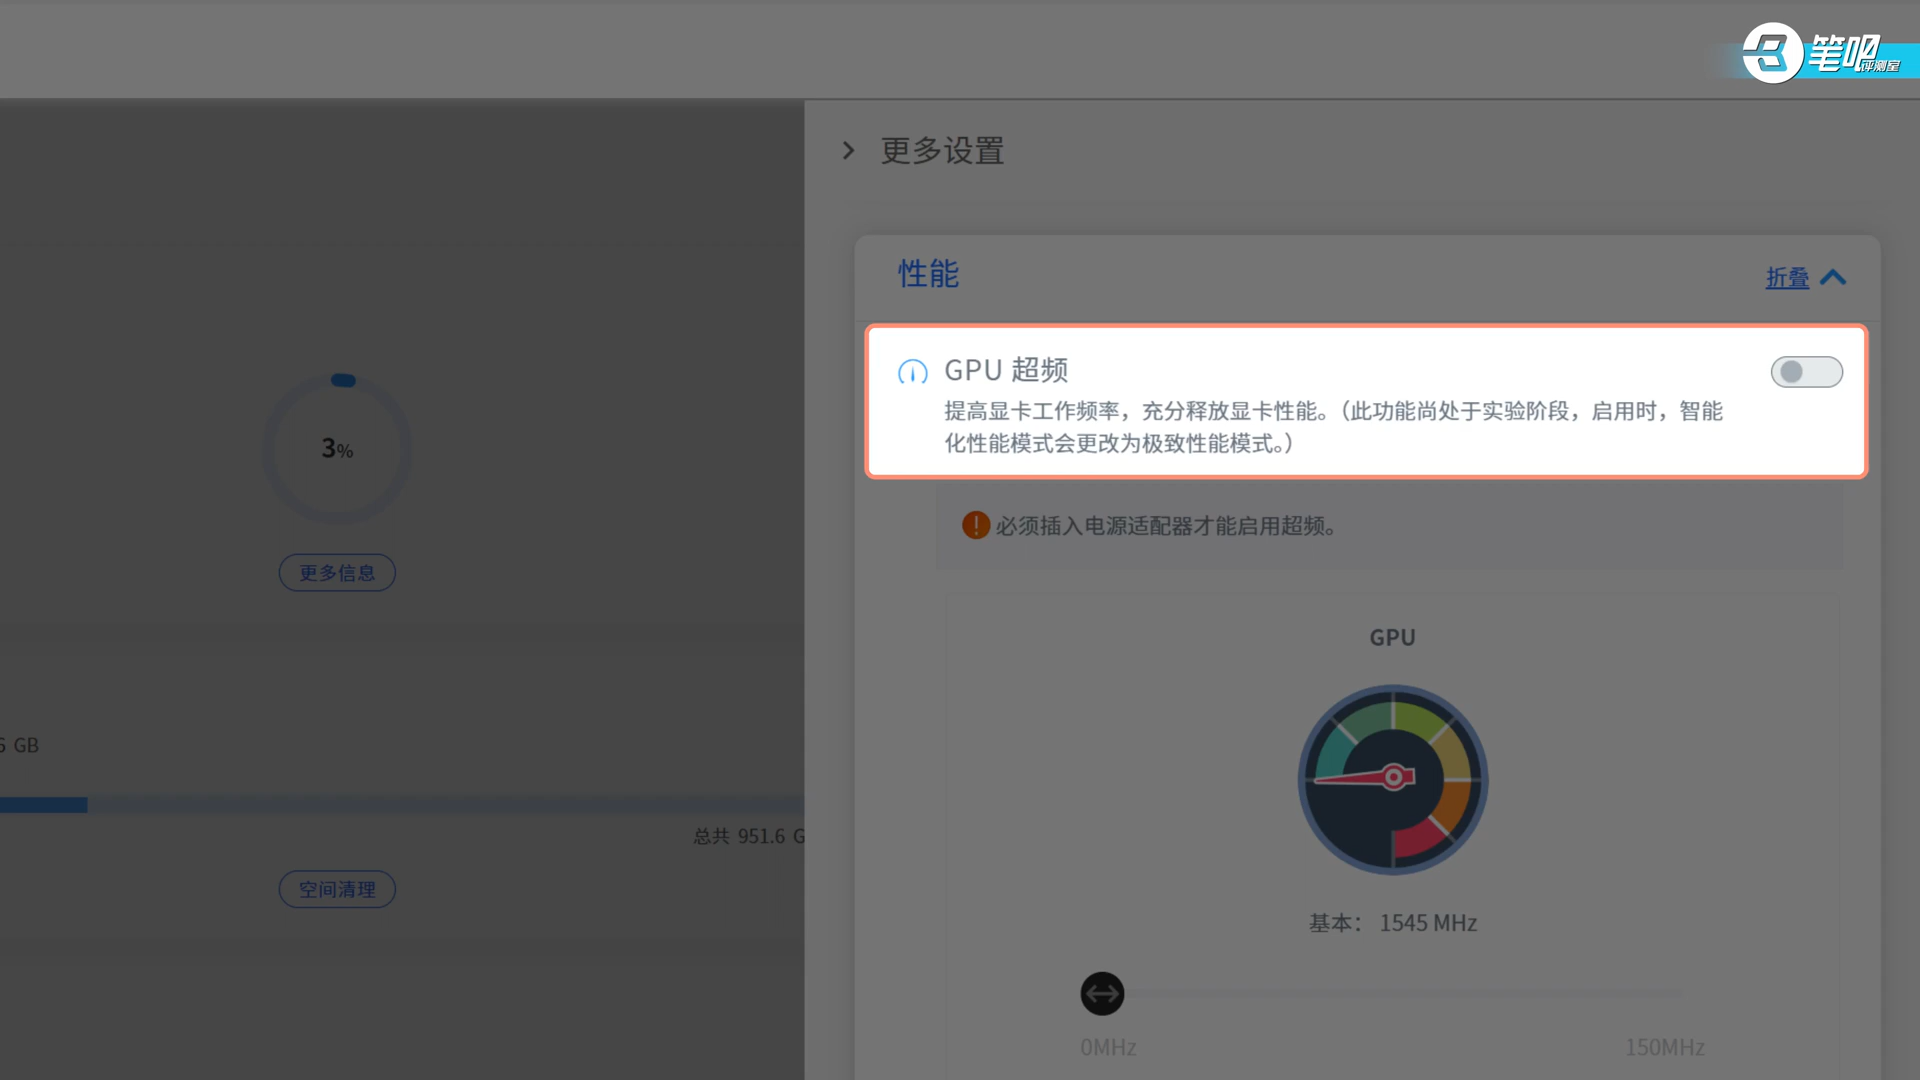 笔吧评测室
更多设置
性能
折叠
GPU 超频
提高显卡工作频率，充分释放显卡性能。（此功能尚处于实验阶段，启用时，智能
化性能模式会更改为极致性能模式。）
必须插入电源适配器才能启用超频。
3%
更多信息
GPU
6 GB
总共 951.6 G
空间清理
基本： 1545 MHz
0MHz
150MHz